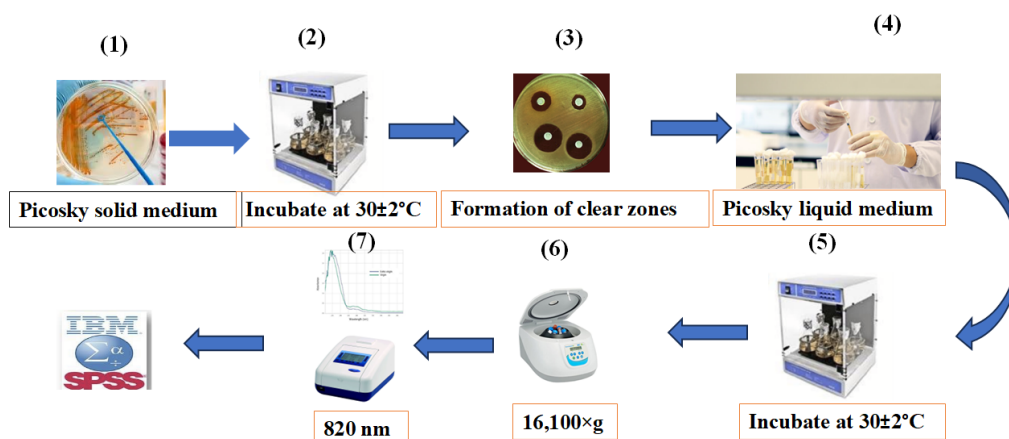 (1)
(2)
(3)
(4)
Picosky solid medium
Incubate at 30±2°C
Formation of clear zones
Picosky liquid medium
(7)
(6)
(5)
IBM
Σ α
÷
SPSS
820 nm
16,100×g
Incubate at 30±2°C